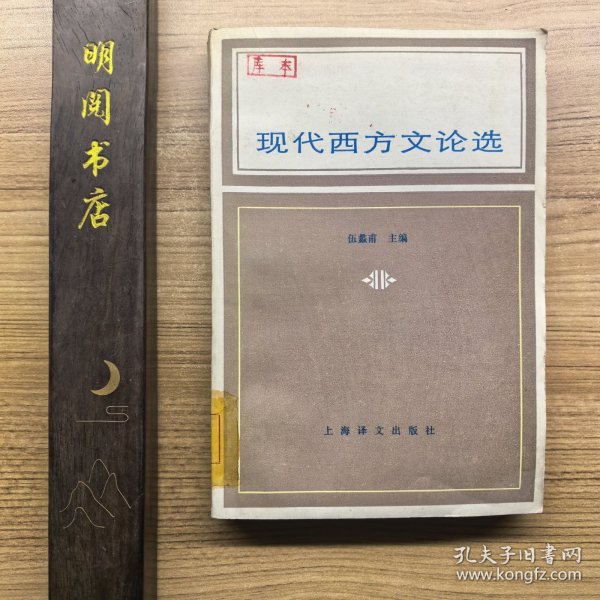 明阅书店
库本
现代西方文论选
伍蠡甫 主编
上海译文出版社
孔夫子旧书网
www.kongfz.com